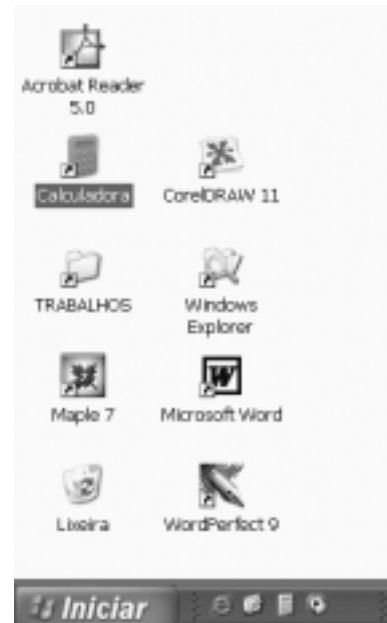 Acrobat Reader
5.0
Calculadora
CorelDRAW 11
TRABALHOS
Windows
Explorer
Maple 7
Microsoft Word
Lixeira
WordPerfect 9
Iniciar